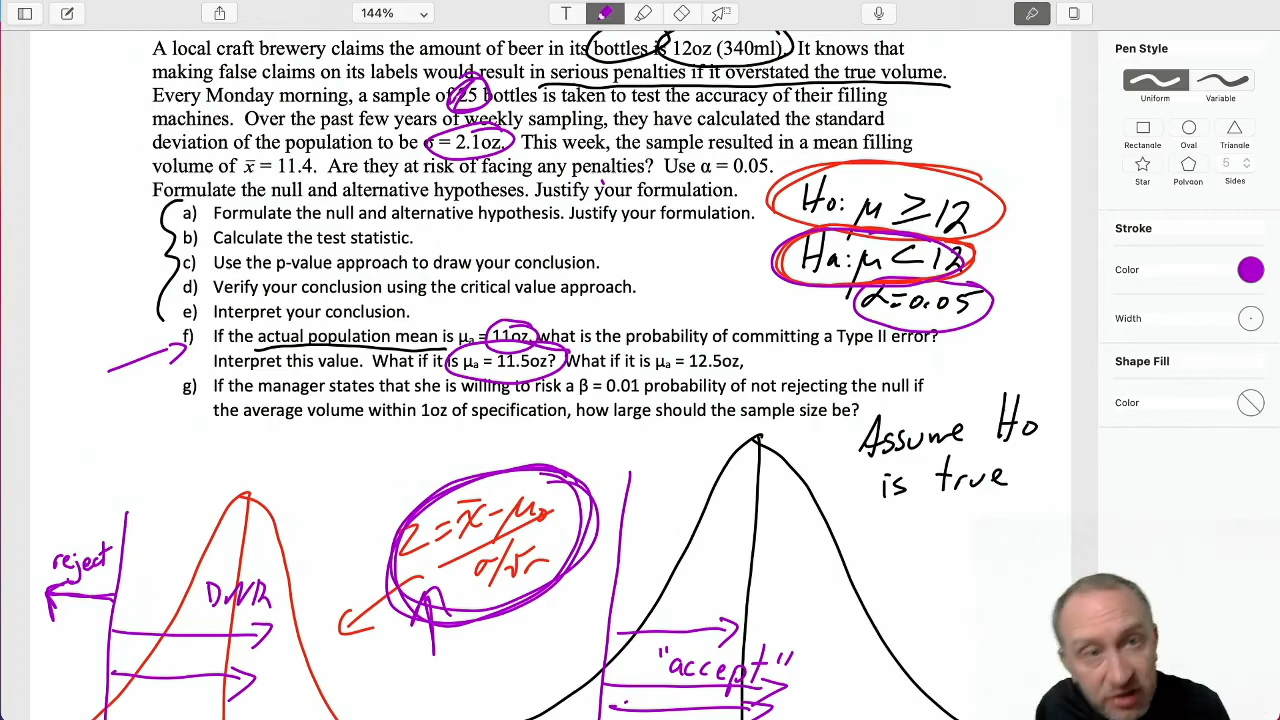 144%
T
A local craft brewery claims the amount of beer in its bottles is 12oz (340ml). It knows that
making false claims on its labels would result in serious penalties if it overstated the true volume.
Every Monday morning, a sample of 25 bottles is taken to test the accuracy of their filling
machines. Over the past few years of weekly sampling, they have calculated the standard
deviation of the population to be σ = 2.1oz. This week, the sample resulted in a mean filling
volume of x̄ = 11.4. Are they at risk of facing any penalties? Use α = 0.05.
Formulate the null and alternative hypotheses. Justify your formulation.
a) Formulate the null and alternative hypothesis. Justify your formulation.
b) Calculate the test statistic.
c) Use the p-value approach to draw your conclusion.
d) Verify your conclusion using the critical value approach.
e) Interpret your conclusion.
f) If the actual population mean is μₐ = 11oz, what is the probability of committing a Type II error?
Interpret this value. What if it is μₐ = 11.5oz? What if it is μₐ = 12.5oz,
g) If the manager states that she is willing to risk a β = 0.01 probability of not rejecting the null if
the average volume within 1oz of specification, how large should the sample size be?
Ho: μ ≥ 12
Ha: μ < 12
α=0.05
Assume Ho
is true
reject
D.N.R
Z = x̄ - μ₀
σ/√n
"accept"
Pen Style
Uniform
Variable
Rectangle
Oval
Triangle
Star
Polygon
5
Sides
Stroke
Color
Width
Shape Fill
Color